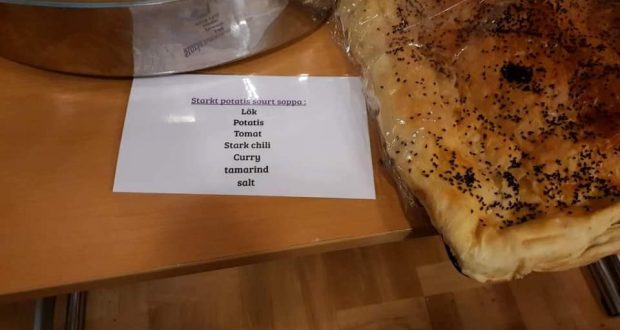 Starkt potatis sourt soppa :
Lök
Potatis
Tomat
Stark chili
Curry
tamarind
salt